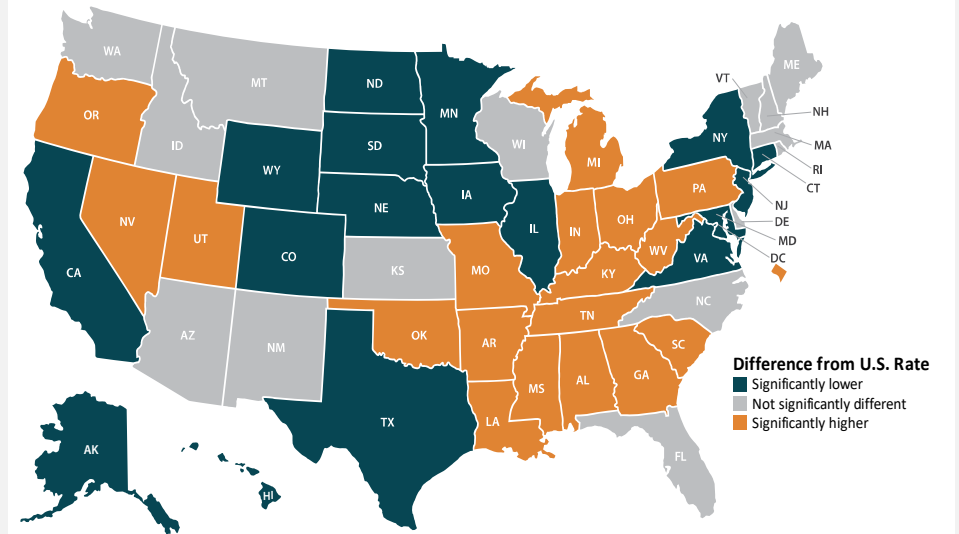 WA
MT
ND
MN
ME
VT
NH
OR
ID
WI
NY
MA
RI
SD
MI
CT
WY
IA
PA
NJ
NE
DE
NV
IL
IN
OH
MD
UT
CO
WV
VA
DC
CA
KS
MO
KY
NC
TN
AZ
NM
OK
AR
SC
MS
AL
GA
TX
LA
FL
AK
HI
Difference from U.S. Rate
Significantly lower
Not significantly different
Significantly higher